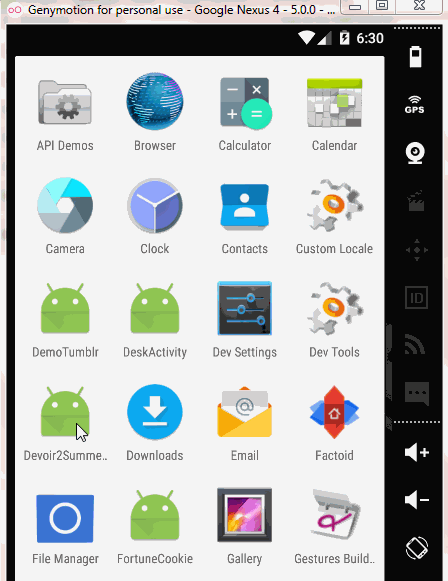 Genymotion for personal use - Google Nexus 4 - 5.0.0 - ...
6:30
API Demos
Browser
Calculator
Calendar
GPS
Camera
Clock
Contacts
Custom Locale
ID
DemoTumblr
DeskActivity
Dev Settings
Dev Tools
Devoir2Summe..
Downloads
Email
Factoid
File Manager
FortuneCookie
Gallery
Gestures Build..